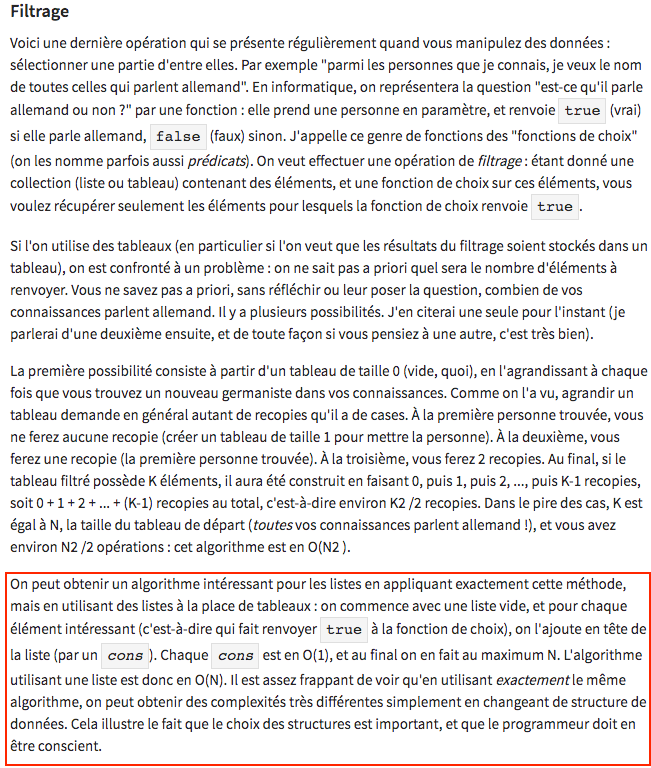 Filtrage
Voici une dernière opération qui se présente régulièrement quand vous manipulez des données :
sélectionner une partie d'entre elles. Par exemple "parmi les personnes que je connais, je veux le nom
de toutes celles qui parlent allemand". En informatique, on représentera la question "est-ce qu'il parle
allemand ou non ?" par une fonction : elle prend une personne en paramètre, et renvoie true (vrai)
si elle parle allemand, false (faux) sinon. J'appelle ce genre de fonctions des "fonctions de choix"
(on les nomme parfois aussi prédicats). On veut effectuer une opération de filtrage : étant donné une
collection (liste ou tableau) contenant des éléments, et une fonction de choix sur ces éléments, vous
voulez récupérer seulement les éléments pour lesquels la fonction de choix renvoie true.
Si l'on utilise des tableaux (en particulier si l'on veut que les résultats du filtrage soient stockés dans un
tableau), on est confronté à un problème : on ne sait pas a priori quel sera le nombre d'éléments à
renvoyer. Vous ne savez pas a priori, sans réfléchir ou leur poser la question, combien de vos
connaissances parlent allemand. Il y a plusieurs possibilités. J'en citerai une seule pour l'instant (je
parlerai d'une deuxième ensuite, et de toute façon si vous pensiez à une autre, c'est très bien).
La première possibilité consiste à partir d'un tableau de taille 0 (vide, quoi), en l'agrandissant à chaque
fois que vous trouvez un nouveau germaniste dans vos connaissances. Comme on l'a vu, agrandir un
tableau demande en général autant de recopies qu'il a de cases. À la première personne trouvée, vous
ne ferez aucune recopie (créer un tableau de taille 1 pour mettre la personne). À la deuxième, vous
ferez une recopie (la première personne trouvée). À la troisième, vous ferez 2 recopies. Au final, si le
tableau filtré possède K éléments, il aura été construit en faisant 0, puis 1, puis 2, ..., puis K-1 recopies,
soit 0 + 1 + 2 + ... + (K-1) recopies au total, c'est-à-dire environ K2 /2 recopies. Dans le pire des cas, K est
égal à N, la taille du tableau de départ (toutes vos connaissances parlent allemand !), et vous avez
environ N2 /2 opérations : cet algorithme est en O(N2 ).
On peut obtenir un algorithme intéressant pour les listes en appliquant exactement cette méthode,
mais en utilisant des listes à la place de tableaux : on commence avec une liste vide, et pour chaque
élément intéressant (c'est-à-dire qui fait renvoyer true à la fonction de choix), on l'ajoute en tête de
la liste (par un cons). Chaque cons est en O(1), et au final on en fait au maximum N. L'algorithme
utilisant une liste est donc en O(N). Il est assez frappant de voir qu'en utilisant exactement le même
algorithme, on peut obtenir des complexités très différentes simplement en changeant de structure de
données. Cela illustre le fait que le choix des structures est important, et que le programmeur doit en
être conscient.